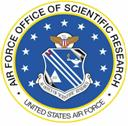 AIR FORCE OFFICE OF SCIENTIFIC RESEARCH
UNITED STATES AIR FORCE